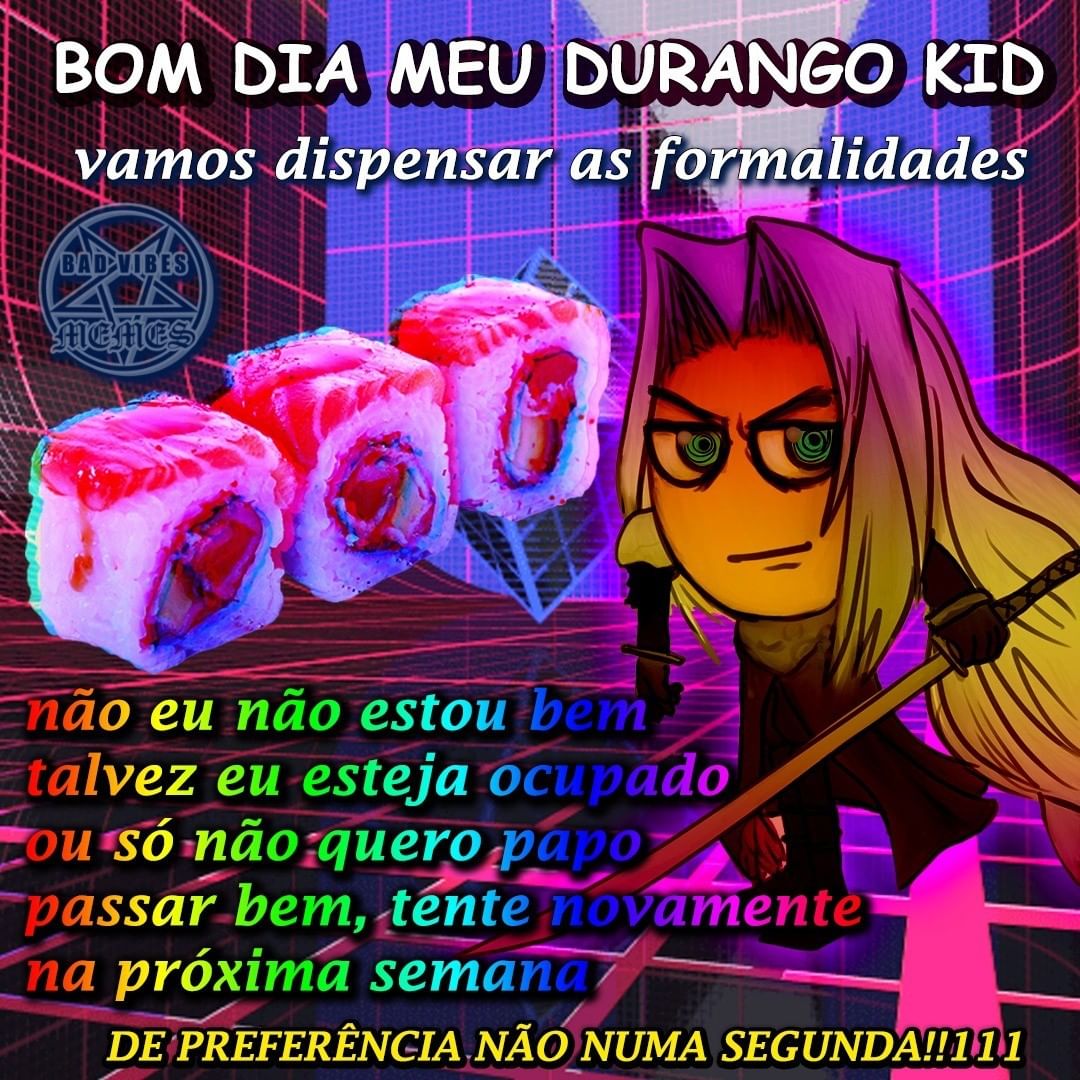 BOM DIA MEU DURANGO KID
vamos dispensar as formalidades
BAD VIBES
MEMES
não eu não estou bem
talvez eu esteja ocupado
ou só não quero papo
passar bem, tente novamente
na próxima semana
DE PREFERÊNCIA NÃO NUMA SEGUNDA!!111